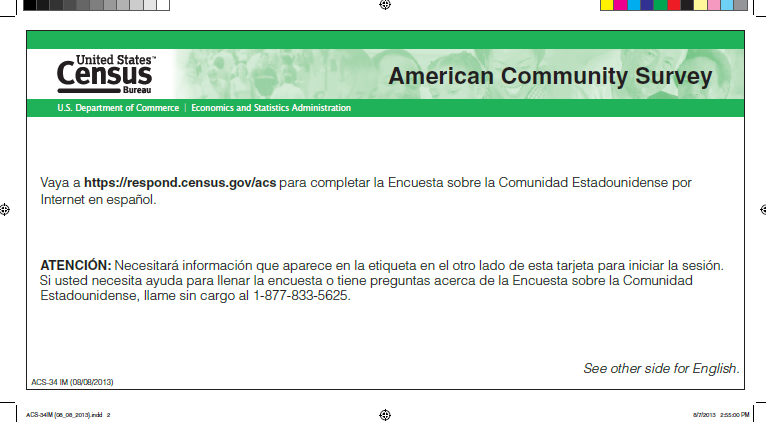 United States™
Census
Bureau
American Community Survey
U.S. Department of Commerce | Economics and Statistics Administration
Vaya a https://respond.census.gov/acs para completar la Encuesta sobre la Comunidad Estadounidense por
Internet en español.
ATENCIÓN: Necesitará información que aparece en la etiqueta en el otro lado de esta tarjeta para iniciar la sesión.
Si usted necesita ayuda para llenar la encuesta o tiene preguntas acerca de la Encuesta sobre la Comunidad
Estadounidense, llame sin cargo al 1-877-833-5625.
See other side for English.
ACS-34 IM (08/08/2013)
ACS-34IM (08_08_2013).indd 2
8/7/2013 2:55:00 PM